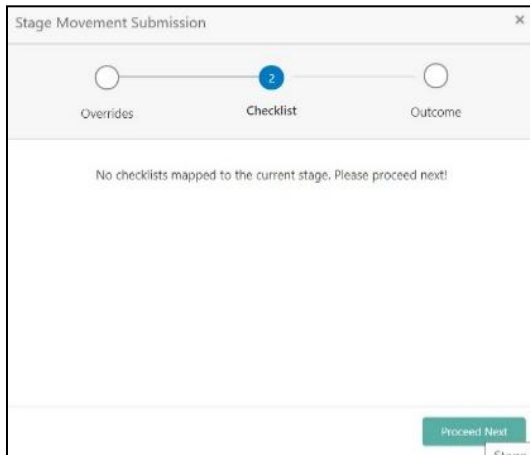 Stage Movement Submission ×
2
Overrides Checklist Outcome
No checklists mapped to the current stage. Please proceed next!
Proceed Next